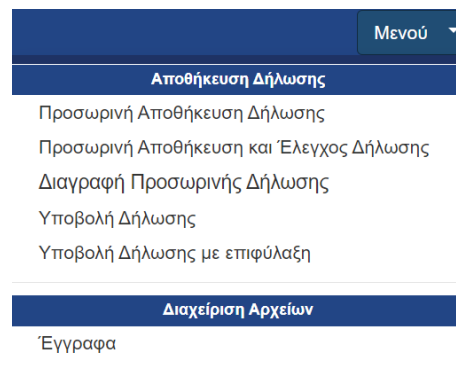 Μενού
Αποθήκευση Δήλωσης
Προσωρινή Αποθήκευση Δήλωσης
Προσωρινή Αποθήκευση και Έλεγχος Δήλωσης
Διαγραφή Προσωρινής Δήλωσης
Υποβολή Δήλωσης
Υποβολή Δήλωσης με επιφύλαξη
Διαχείριση Αρχείων
Έγγραφα